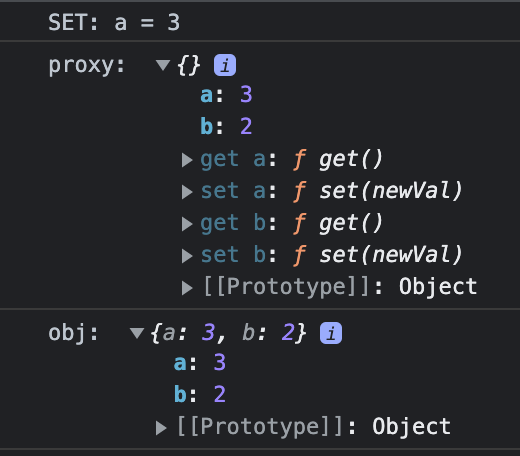 SET: a = 3
proxy: ▼{} i
a: 3
b: 2
▶get a: ƒ get()
▶set a: ƒ set(newVal)
▶get b: ƒ get()
▶set b: ƒ set(newVal)
▶[[Prototype]]: Object
obj: ▼{a: 3, b: 2} i
a: 3
b: 2
▶[[Prototype]]: Object